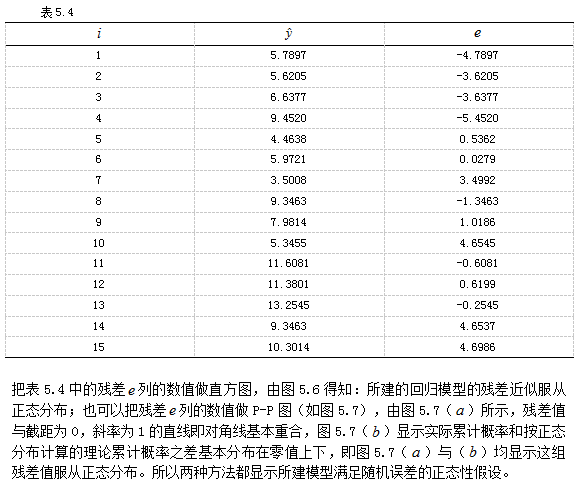 表5.4
i ŷ e
1 5.7897 -4.7897
2 5.6205 -3.6205
3 6.6377 -3.6377
4 9.4520 -5.4520
5 4.4638 0.5362
6 5.9721 0.0279
7 3.5008 3.4992
8 9.3463 -1.3463
9 7.9814 1.0186
10 5.3455 4.6545
11 11.6081 -0.6081
12 11.3801 0.6199
13 13.2545 -0.2545
14 9.3463 4.6537
15 10.3014 4.6986
把表 5.4 中的残差e列的数值做直方图，由图 5.6 得知：所建的回归模型的残差近似服从
正态分布；也可以把残差e列的数值做 P-P 图(如图 5.7)，由图 5.7（a）所示，残差值
与截距为 0，斜率为 1 的直线即对角线基本重合，图 5.7（b）显示实际累计概率和按正态
分布计算的理论累计概率之差基本分布在零值上下，即图 5.7（a）与（b）均显示这组
残差值服从正态分布。所以两种方法都显示所建模型满足随机误差的正态性假设。